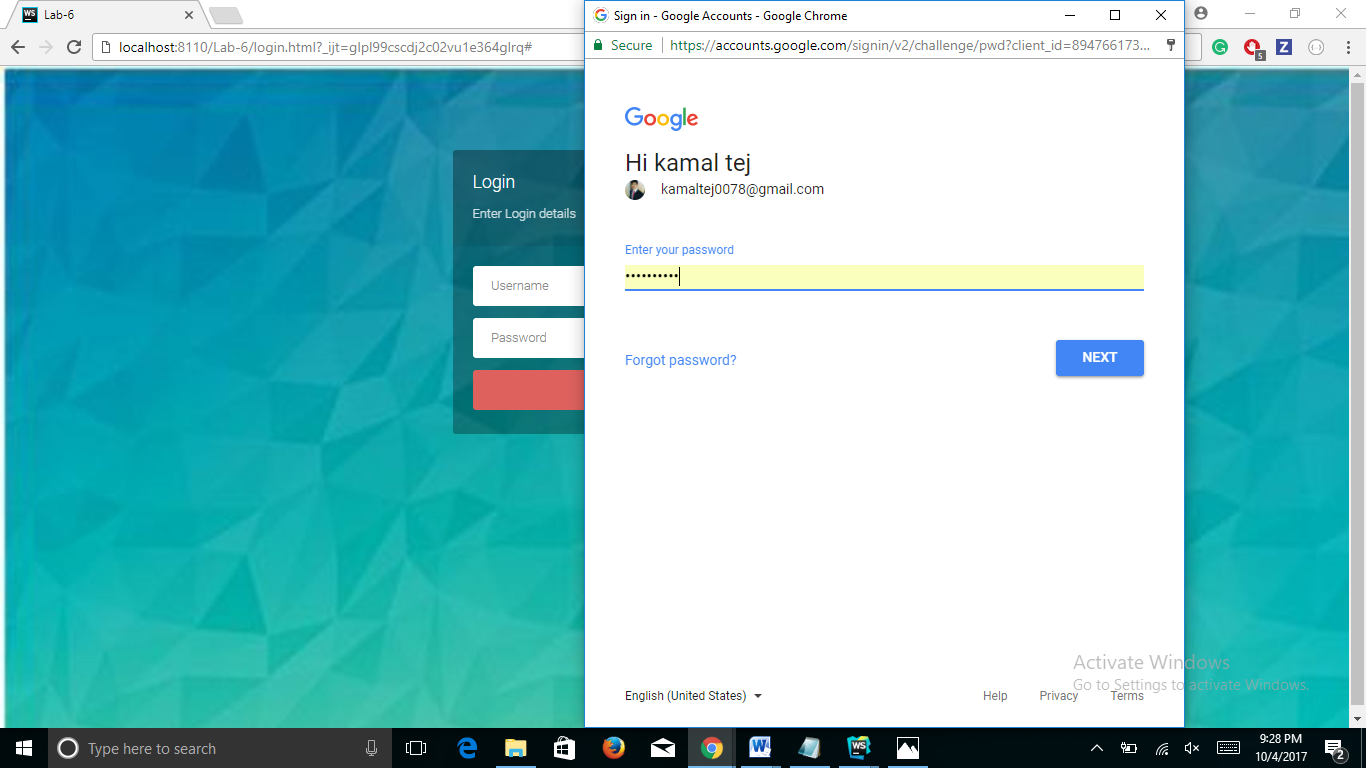 Lab-6
localhost:8110/Lab-6/login.html?_ijt=glpl99cscdj2c02vu1e364glrq#
Login
Enter Login details
Username
Password
Sign in - Google Accounts - Google Chrome
Secure
https://accounts.google.com/signin/v2/challenge/pwd?client_id=894766173...
Google
Hi kamal tej
kamaltej0078@gmail.com
Enter your password
Forgot password?
NEXT
English (United States)
Help
Privacy
Terms
Activate Windows
Go to Settings to activate Windows.
Type here to search
9:28 PM
10/4/2017
2
5
Z
WS